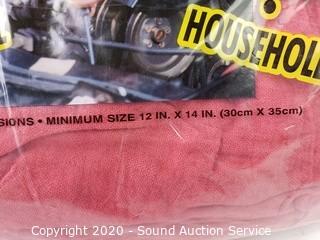 HOUSEHOL
SIONS • MINIMUM SIZE 12 IN. X 14 IN. (30cm X 35cm)
Copyright 2020 - Sound Auction Service